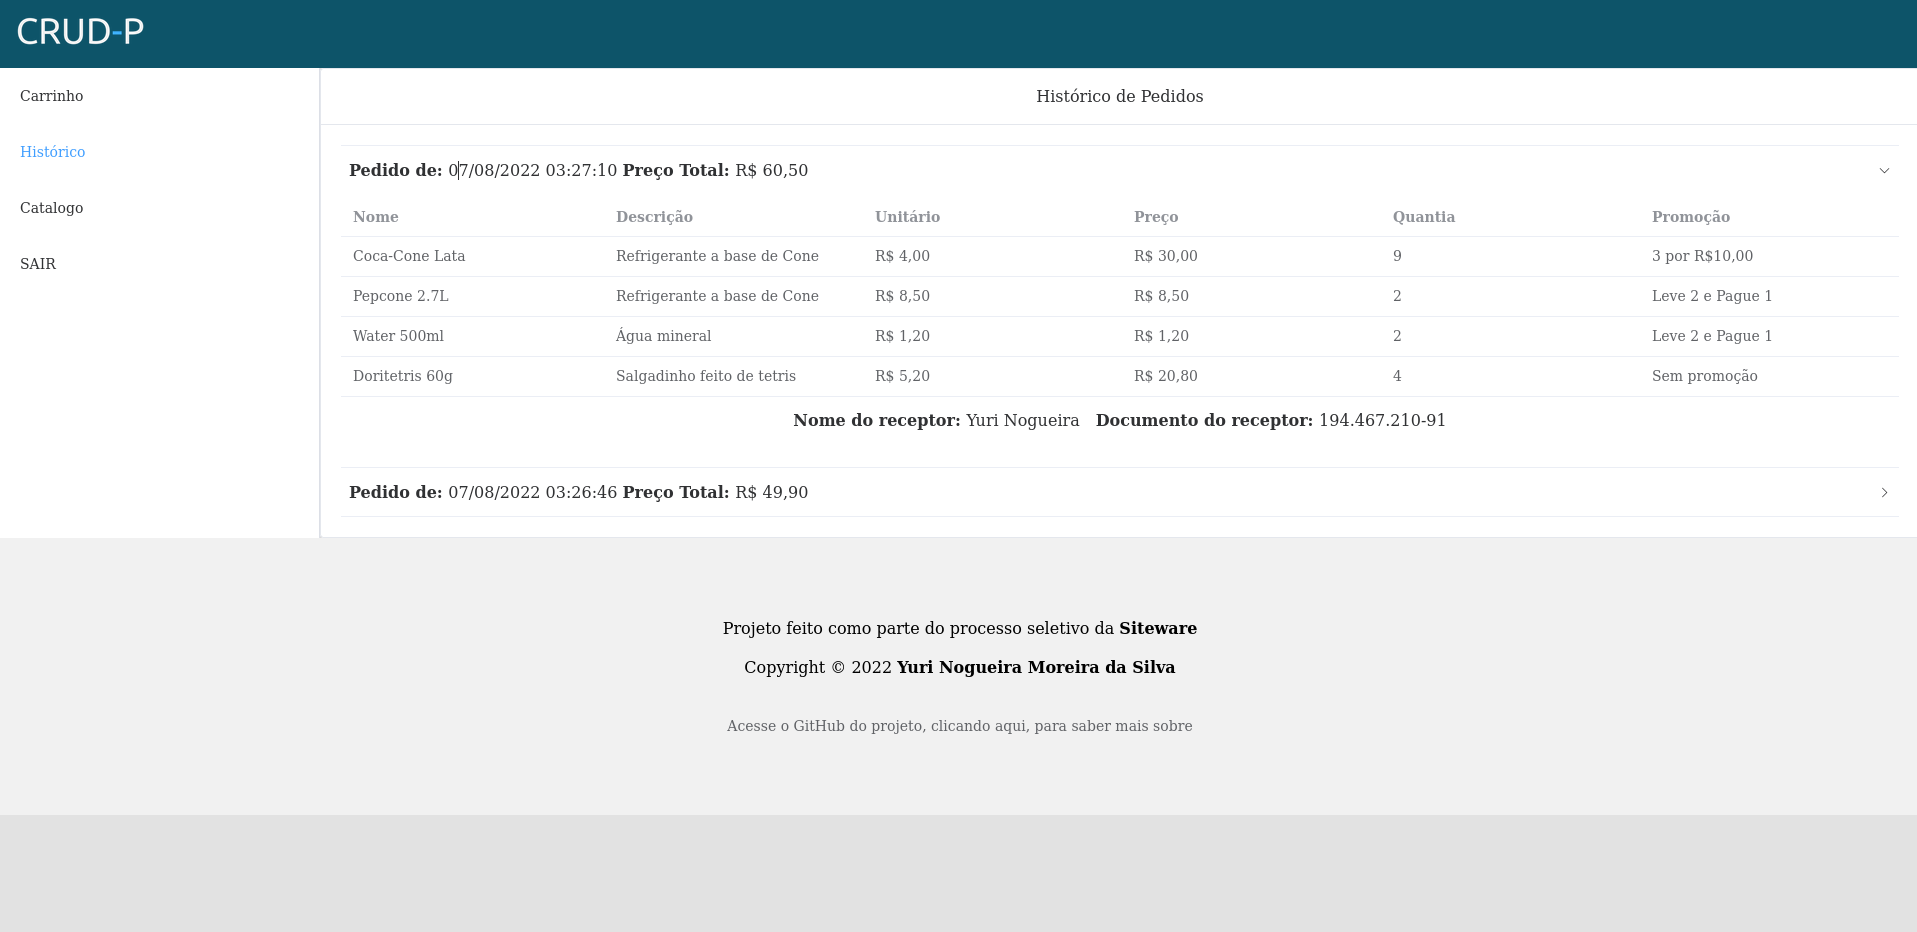 CRUD-P
Carrinho
Histórico
Catalogo
SAIR
Histórico de Pedidos
Pedido de: 07/08/2022 03:27:10 Preço Total: R$ 60,50
Nome Descrição Unitário Preço Quantia Promoção
Coca-Cone Lata Refrigerante a base de Cone R$ 4,00 R$ 30,00 9 3 por R$10,00
Pepcone 2.7L Refrigerante a base de Cone R$ 8,50 R$ 8,50 2 Leve 2 e Pague 1
Water 500ml Água mineral R$ 1,20 R$ 1,20 2 Leve 2 e Pague 1
Doritetris 60g Salgadinho feito de tetris R$ 5,20 R$ 20,80 4 Sem promoção
Nome do receptor: Yuri Nogueira Documento do receptor: 194.467.210-91
Pedido de: 07/08/2022 03:26:46 Preço Total: R$ 49,90
Projeto feito como parte do processo seletivo da Siteware
Copyright © 2022 Yuri Nogueira Moreira da Silva
Acesse o GitHub do projeto, clicando aqui, para saber mais sobre